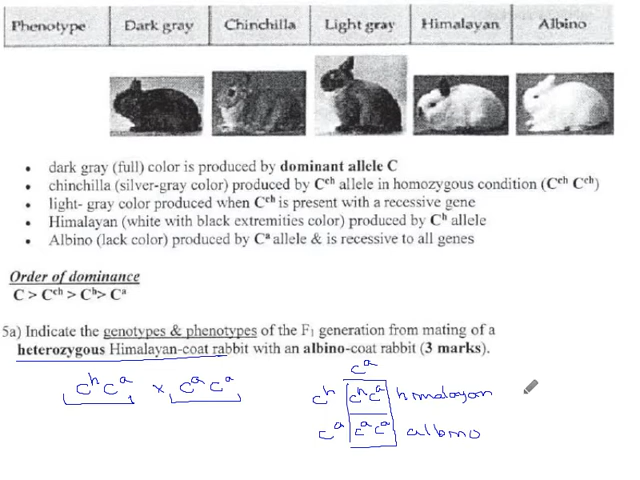 Phenotype Dark gray Chinchilla Light gray Himalayan Albino
• dark gray (full) color is produced by dominant allele C
• chinchilla (silver-gray color) produced by Cᶜʰ allele in homozygous condition (Cᶜʰ Cᶜʰ)
• light- gray color produced when Cᶜʰ is present with a recessive gene
• Himalayan (white with black extremities color) produced by Cʰ allele
• Albino (lack color) produced by Cᵃ allele & is recessive to all genes
Order of dominance
C > Cᶜʰ > Cʰ> Cᵃ
5a) Indicate the genotypes & phenotypes of the F₁ generation from mating of a
heterozygous Himalayan-coat rabbit with an albino-coat rabbit (3 marks).
Cᵃ
CʰCᵃ × CᵃCᵃ Cʰ CʰCᵃ himalayan
Cᵃ CᵃCᵃ albino